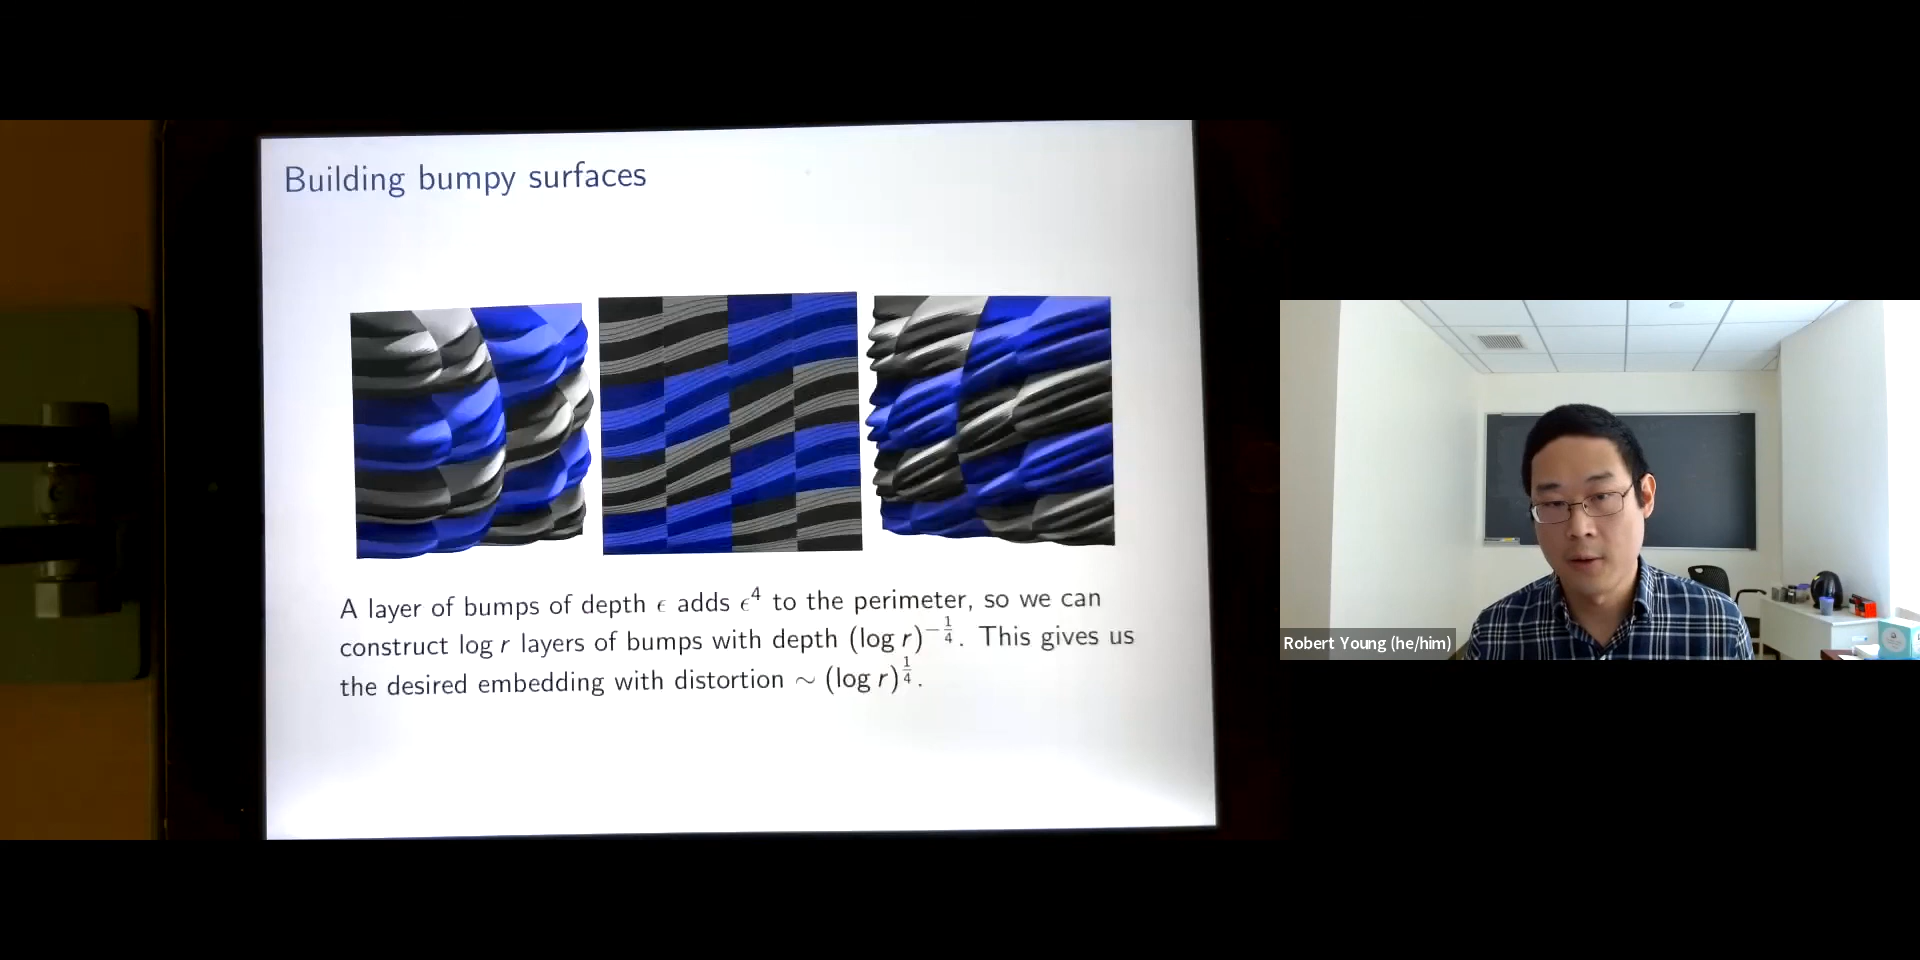 Building bumpy surfaces
A layer of bumps of depth ϵ adds ϵ⁴ to the perimeter, so we can
construct log r layers of bumps with depth (log r)^{-1/4}. This gives us
the desired embedding with distortion ∼ (log r)^{1/4}.
Robert Young (he/him)